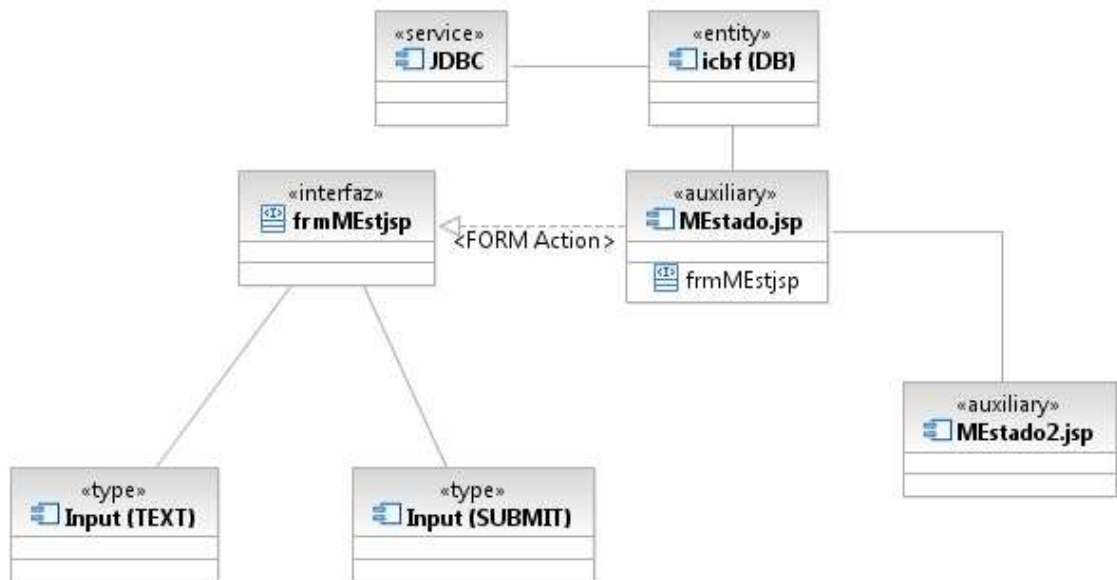 «service»
JDBC
«entity»
icbf (DB)
«interfaz»
frmMEstjsp
<FORM Action>
«auxiliary»
MEstado.jsp
frmMEstjsp
«auxiliary»
MEstado2.jsp
«type»
Input (TEXT)
«type»
Input (SUBMIT)